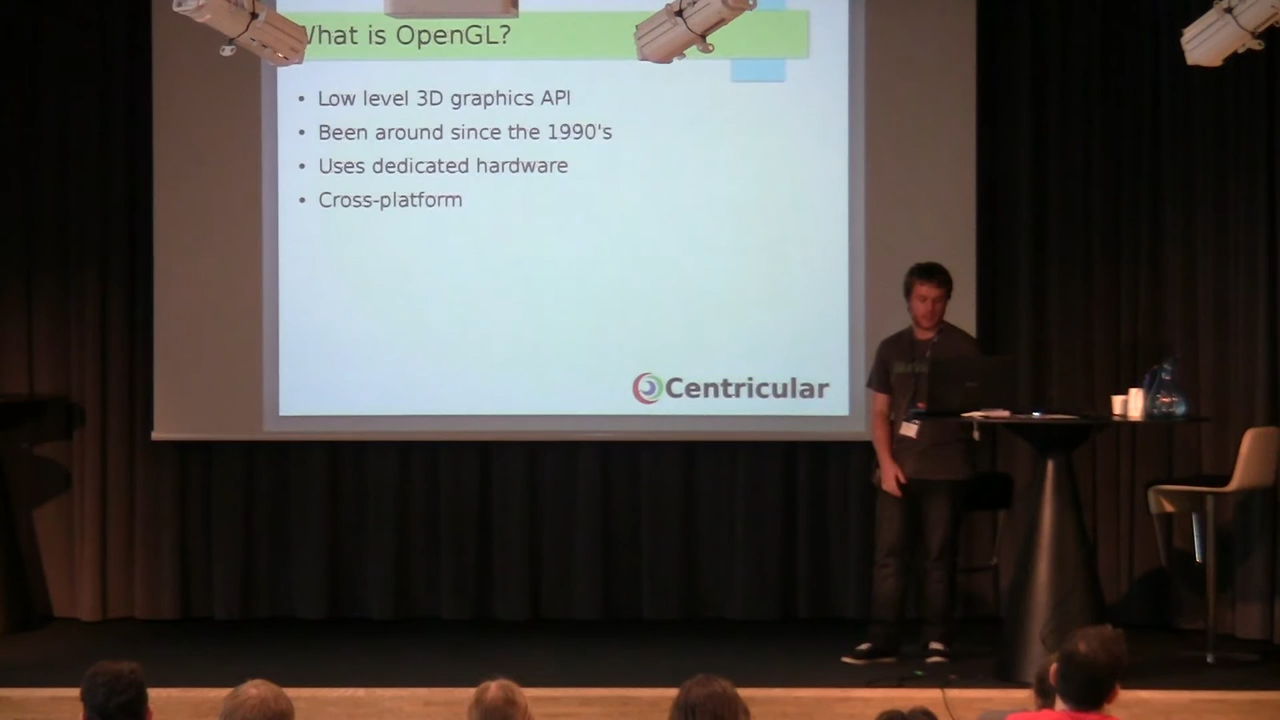 What is OpenGL?
• Low level 3D graphics API
• Been around since the 1990's
• Uses dedicated hardware
• Cross-platform
Centricular